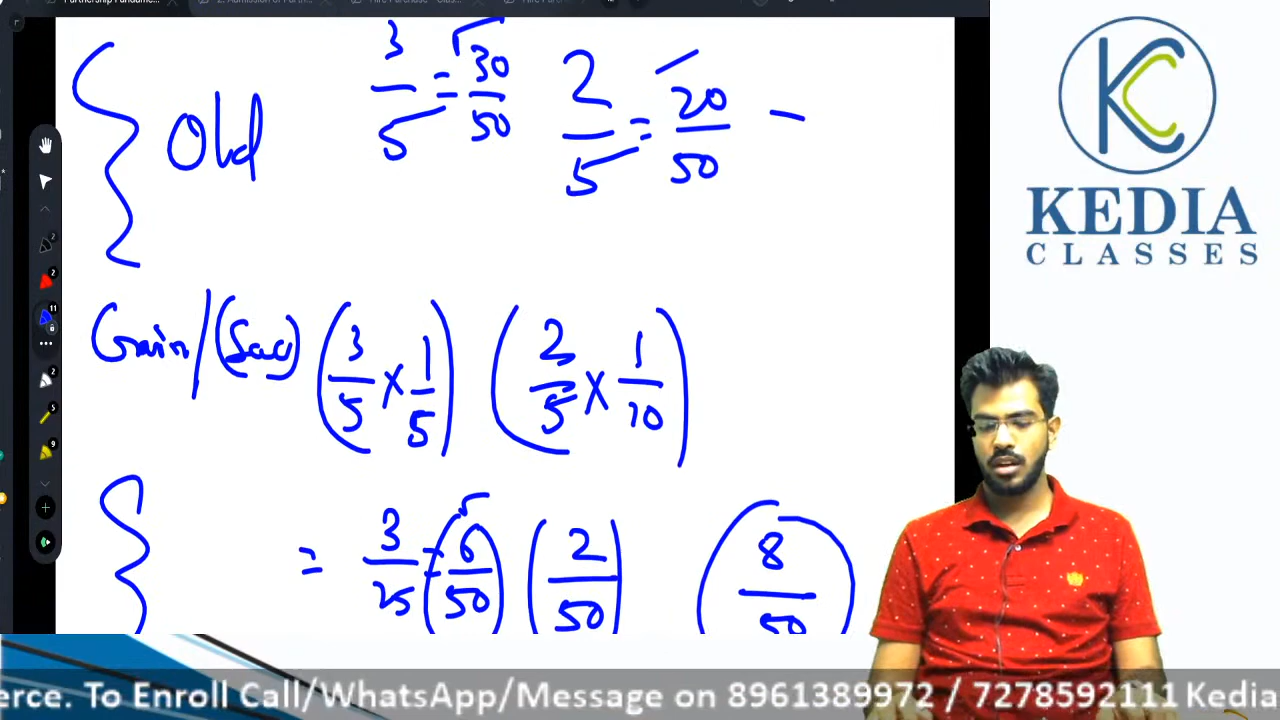 Old 3/5 = 30/50 2/5 = 20/50 -
Gain/(Sac) (3/5 × 1/5) (2/5 × 1/10)
= 3/25 = 6/50 (2/50) 8/50
KC
KEDIA
CLASSES
erce. To Enroll Call/WhatsApp/Message on 8961389972 / 7278592111 Kedia